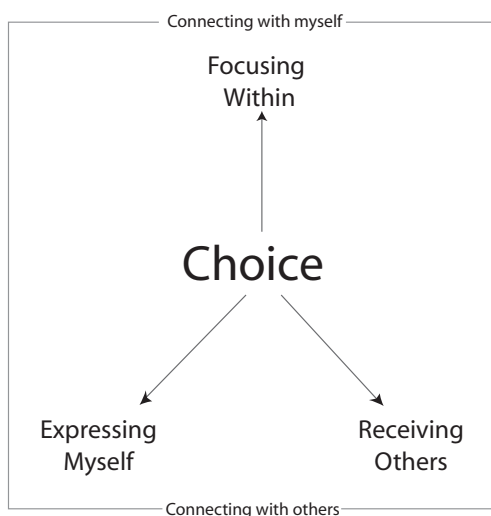 Connecting with myself
Focusing
Within
Choice
Expressing
Myself
Receiving
Others
Connecting with others